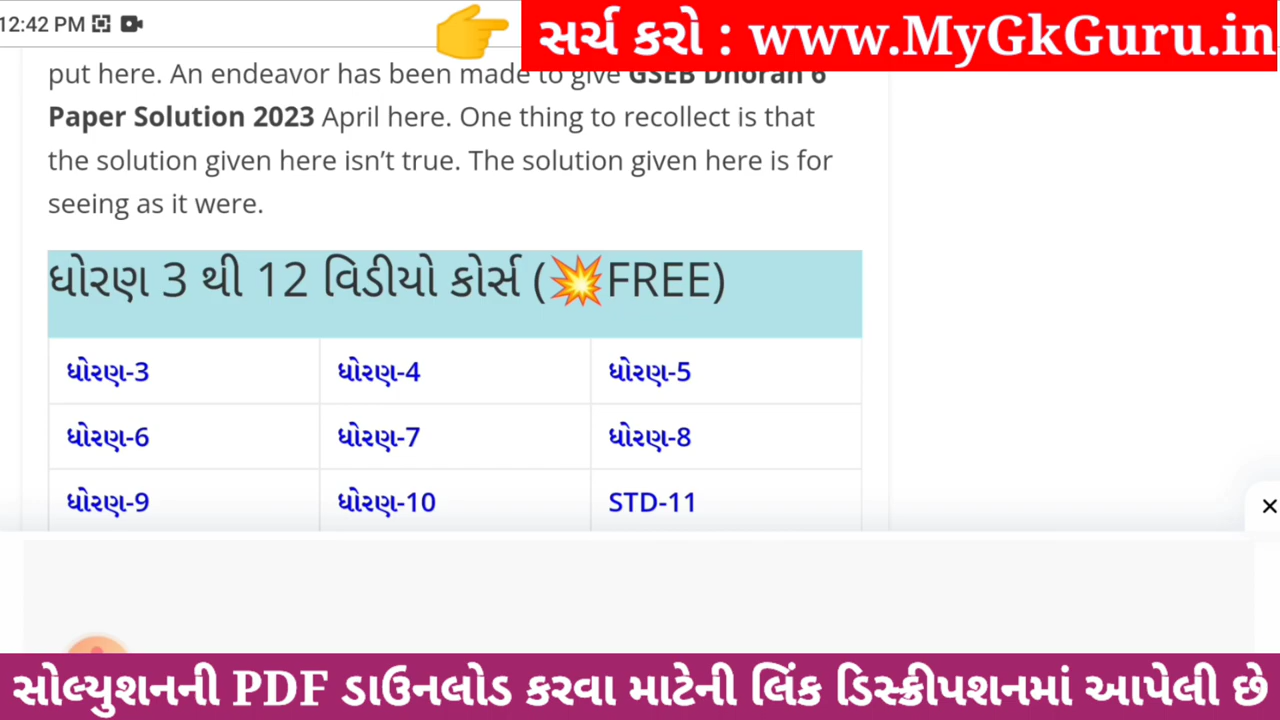 12:42 PM
સર્ચ કરો : www.MyGkGuru.in
put here. An endeavor has been made to give GSEB Dhoran 6
Paper Solution 2023 April here. One thing to recollect is that
the solution given here isn’t true. The solution given here is for
seeing as it were.
ધોરણ 3 થી 12 વિડીયો કોર્સ (💥FREE)
ધોરણ-3 ધોરણ-4 ધોરણ-5
ધોરણ-6 ધોરણ-7 ધોરણ-8
ધોરણ-9 ધોરણ-10 STD-11
સોલ્યુશનની PDF ડાઉનલોડ કરવા માટેની લિંક ડિસ્ક્રીપશનમાં આપેલી છે